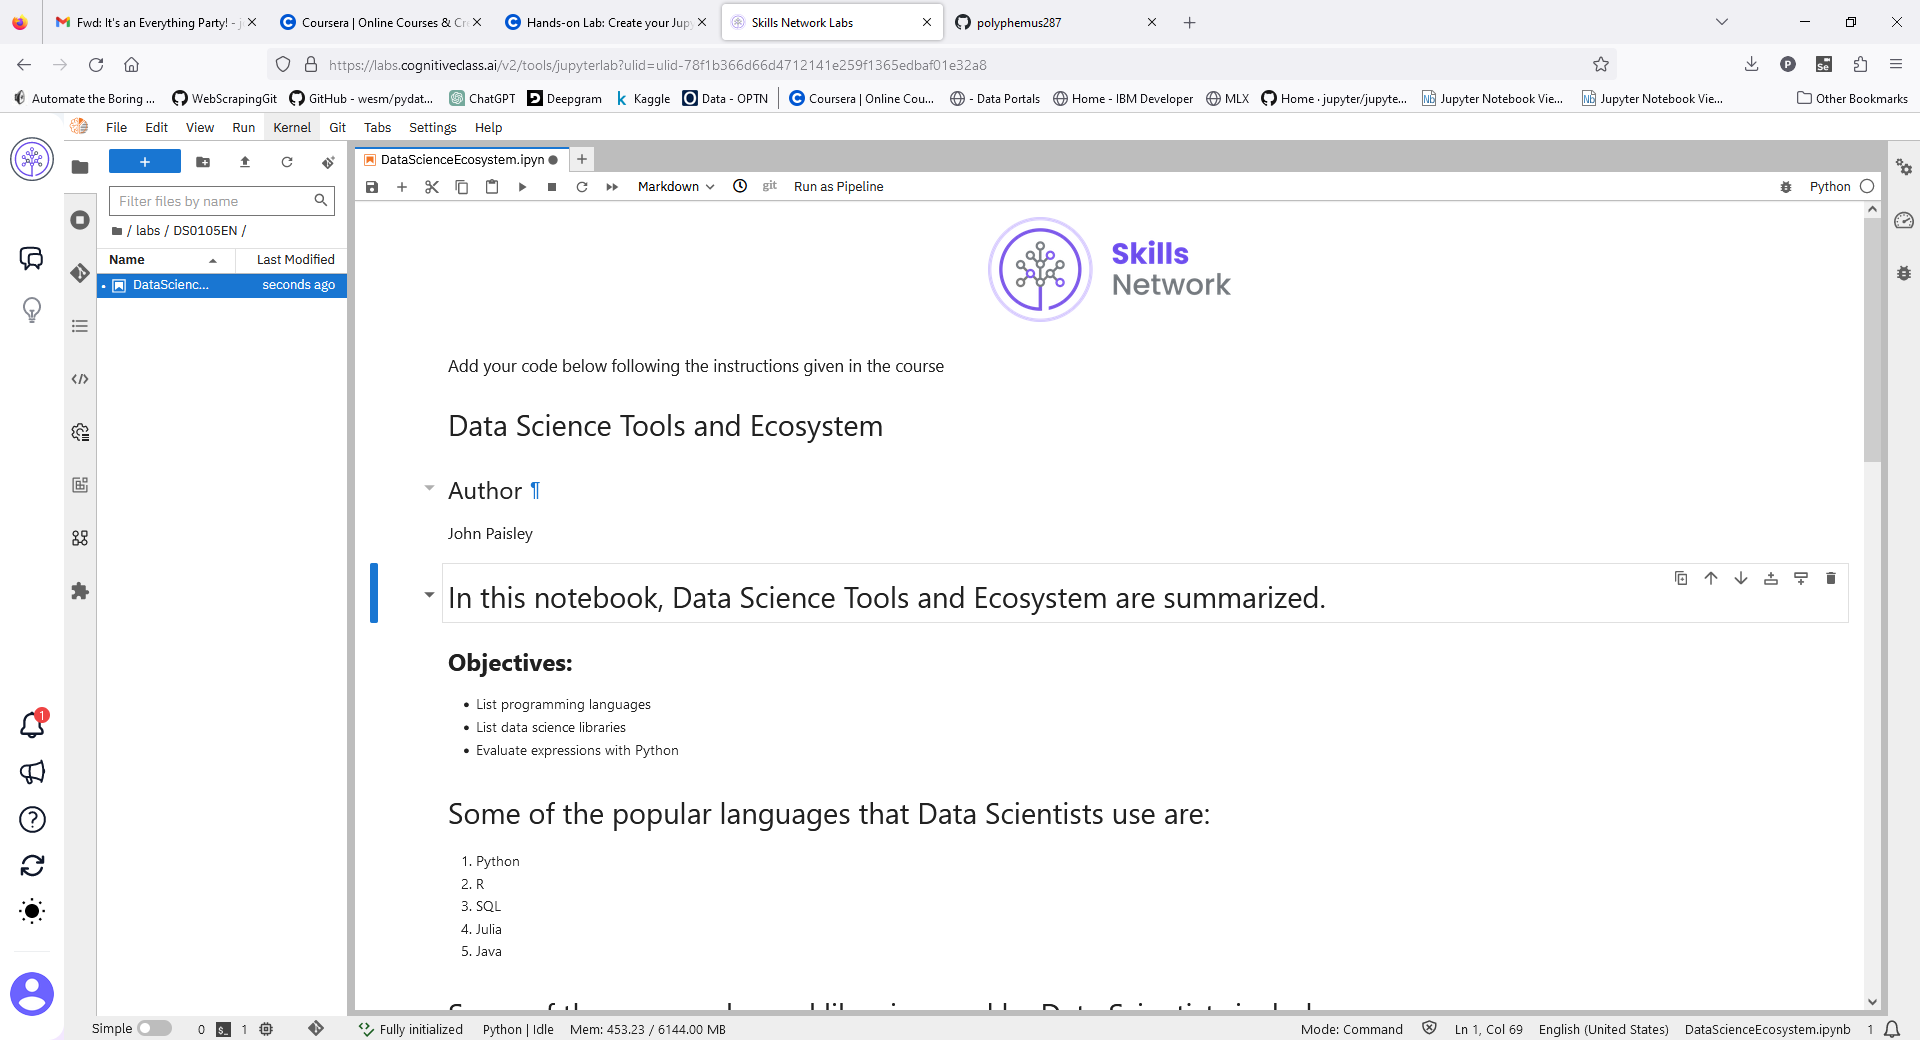 Fwd: It's an Everything Party! - j
Coursera | Online Courses & Cre
Hands-on Lab: Create your Jupy
Skills Network Labs
polyphemus287
https://labs.cognitiveclass.ai/v2/tools/jupyterlab?ulid=ulid-78f1b366d66d4712141e259f1365edbaf01e32a8
Automate the Boring ...
WebScrapingGit
GitHub - wesm/pydat...
ChatGPT
Deepgram
Kaggle
Data - OPTN
Coursera | Online Cou...
- Data Portals
Home - IBM Developer
MLX
Home · jupyter/jupyte...
Jupyter Notebook Vie...
Jupyter Notebook Vie...
Other Bookmarks
File Edit View Run Kernel Git Tabs Settings Help
DataScienceEcosystem.ipyn
Markdown
git
Run as Pipeline
Python
Filter files by name
/ labs / DS0105EN /
Name
Last Modified
DataScienc...
seconds ago
Skills
Network
Add your code below following the instructions given in the course
Data Science Tools and Ecosystem
Author ¶
John Paisley
In this notebook, Data Science Tools and Ecosystem are summarized.
Objectives:
• List programming languages
• List data science libraries
• Evaluate expressions with Python
Some of the popular languages that Data Scientists use are:
1. Python
2. R
3. SQL
4. Julia
5. Java
1
Simple
0
1
Fully initialized
Python | Idle
Mem: 453.23 / 6144.00 MB
Mode: Command
Ln 1, Col 69
English (United States)
DataScienceEcosystem.ipynb
1